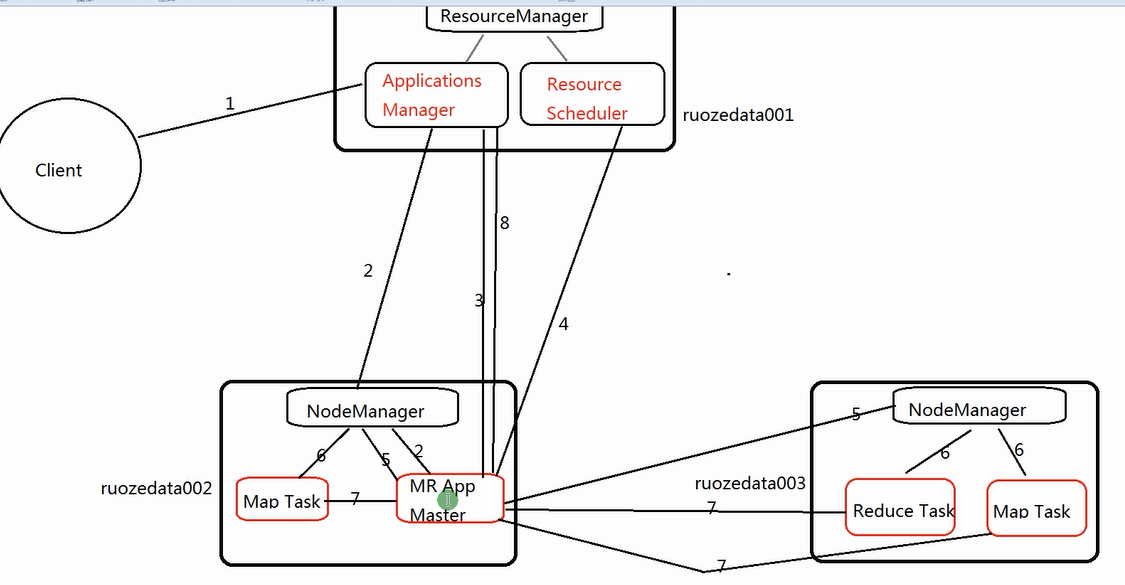 ResourceManager
Applications
Manager
Resource
Scheduler
ruozedata001
1
Client
8
2
3
4
NodeManager
NodeManager
5
6
5
2
6
6
ruozedata002
ruozedata003
Map Task
7
MR App
Master
7
Reduce Task
Map Task
7